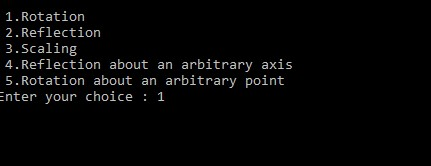 1.Rotation
2.Reflection
3.Scaling
4.Reflection about an arbitrary axis
5.Rotation about an arbitrary point
Enter your choice : 1